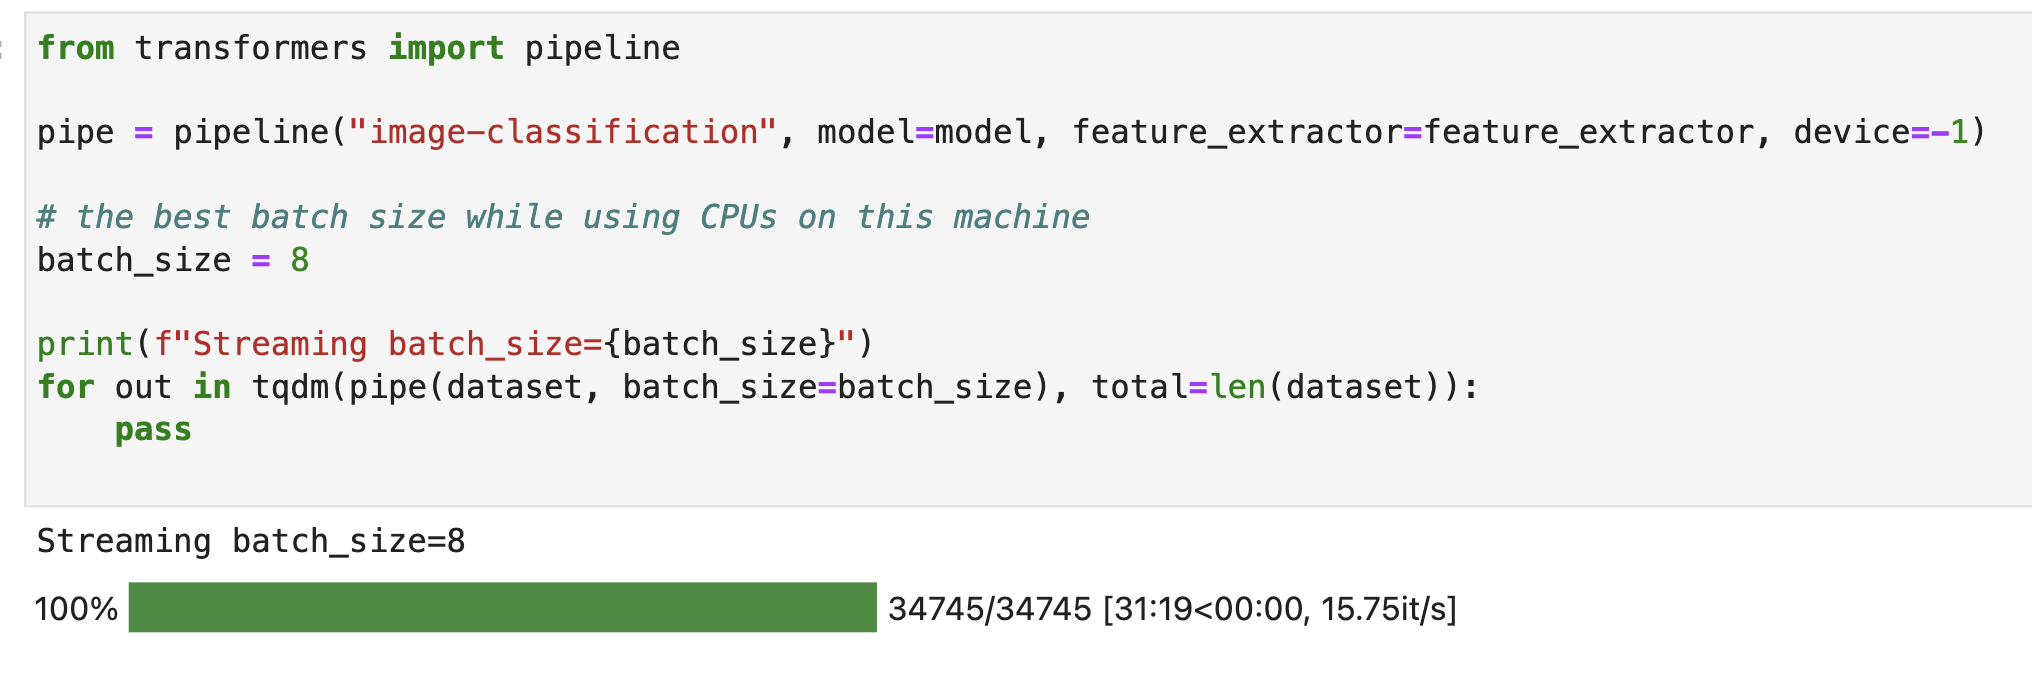 from transformers import pipeline
pipe = pipeline("image-classification", model=model, feature_extractor=feature_extractor, device=-1)
# the best batch size while using CPUs on this machine
batch_size = 8
print(f"Streaming batch_size={batch_size}")
for out in tqdm(pipe(dataset, batch_size=batch_size), total=len(dataset)):
    pass
Streaming batch_size=8
100% 34745/34745 [31:19<00:00, 15.75it/s]